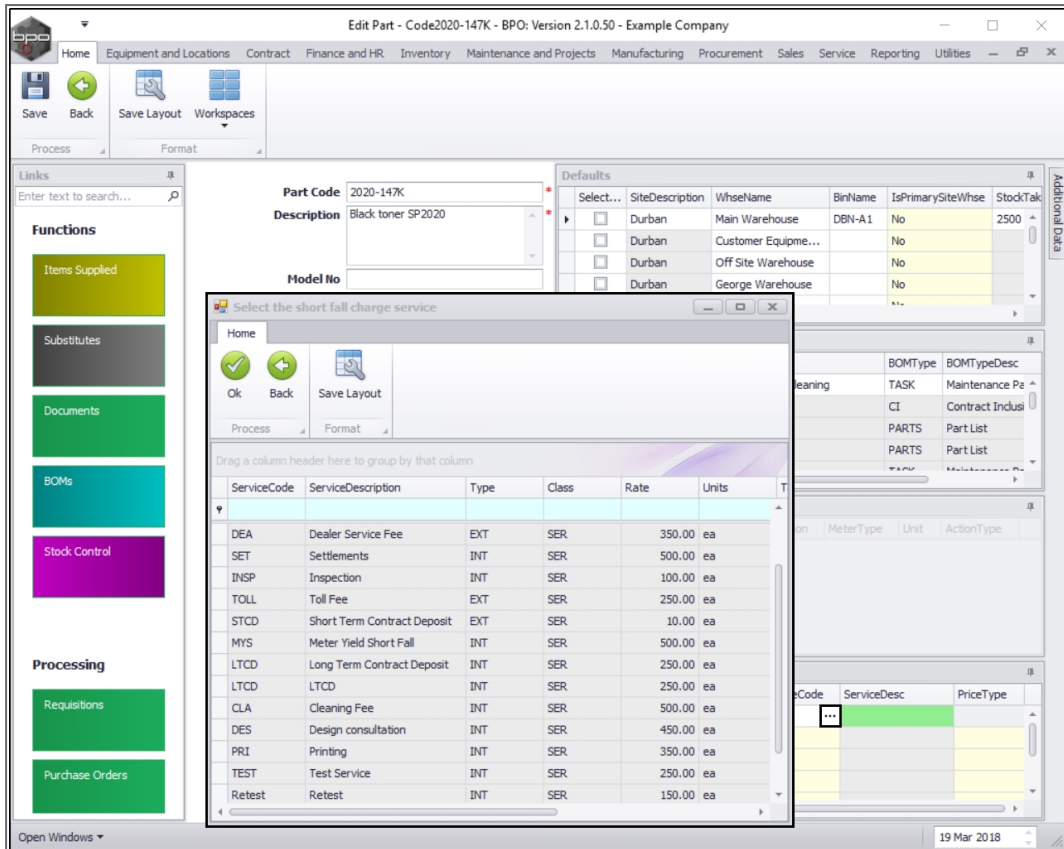 Edit Part - Code2020-147K - BPO: Version 2.1.0.50 - Example Company
bpo
Home Equipment and Locations Contract Finance and HR Inventory Maintenance and Projects Manufacturing Procurement Sales Service Reporting Utilities
Save Back Save Layout Workspaces
Process Format
Links
Enter text to search...
Functions
Items Supplied
Substitutes
Documents
BOMs
Stock Control
Processing
Requisitions
Purchase Orders
Part Code 2020-147K *
Description Black toner SP2020 *
Model No
Defaults
Select... SiteDescription WhseName BinName IsPrimarySiteWhse StockTak
Durban Main Warehouse DBN-A1 No 2500
Durban Customer Equipme... No
Durban Off Site Warehouse No
Durban George Warehouse No
Additional Data
BOMType BOMTypeDesc
leaning TASK Maintenance Pa
CI Contract Inclusi
PARTS Part List
PARTS Part List
TASK Maintenance Pa
on MeterType Unit ActionType
eCode ServiceDesc PriceType
...
Select the short fall charge service
Home
Ok Back Save Layout
Process Format
Drag a column header here to group by that column
ServiceCode ServiceDescription Type Class Rate Units T
DEA Dealer Service Fee EXT SER 350.00 ea
SET Settlements INT SER 500.00 ea
INSP Inspection INT SER 100.00 ea
TOLL Toll Fee EXT SER 250.00 ea
STCD Short Term Contract Deposit EXT SER 10.00 ea
MYS Meter Yield Short Fall INT SER 500.00 ea
LTCD Long Term Contract Deposit INT SER 250.00 ea
LTCD LTCD INT SER 250.00 ea
CLA Cleaning Fee INT SER 250.00 ea
DES Design consultation INT SER 450.00 ea
PRI Printing INT SER 350.00 ea
TEST Test Service INT SER 250.00 ea
Retest Retest INT SER 150.00 ea
Open Windows 19 Mar 2018